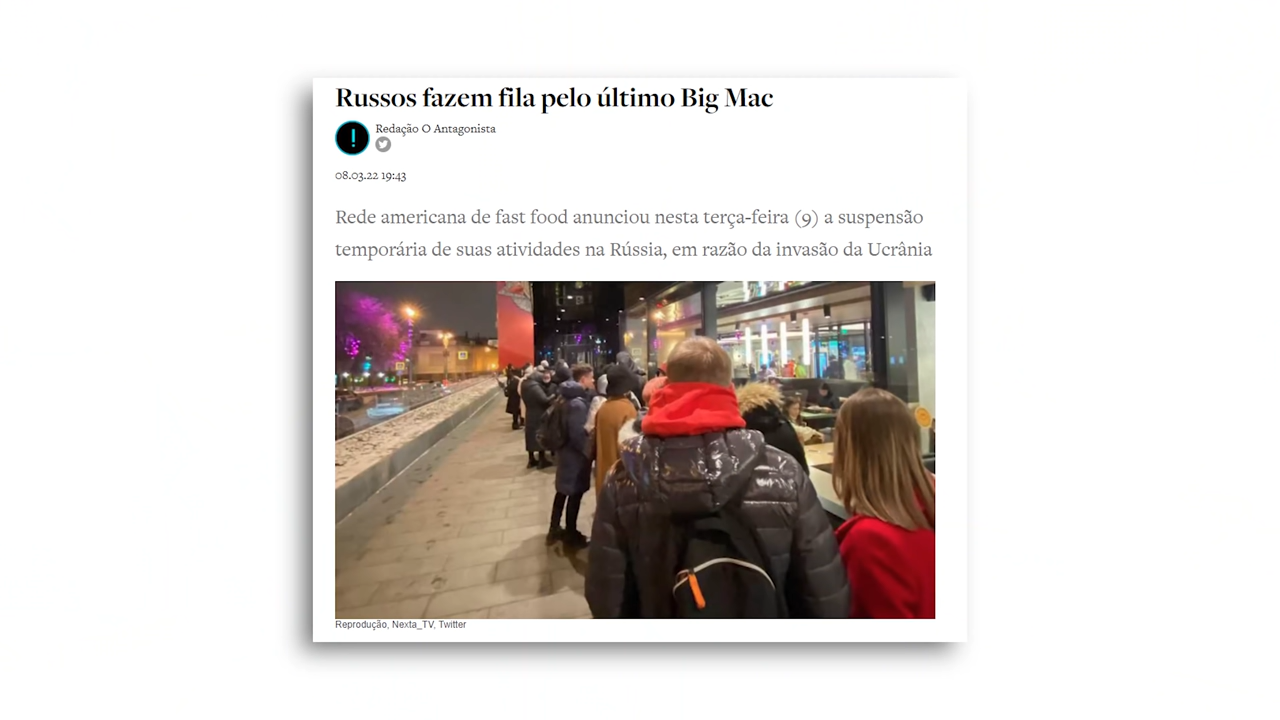 Russos fazem fila pelo último Big Mac
Redação O Antagonista
08.03.22 19:43
Rede americana de fast food anunciou nesta terça-feira (9) a suspensão
temporária de suas atividades na Rússia, em razão da invasão da Ucrânia
Reprodução, Nexta_TV, Twitter